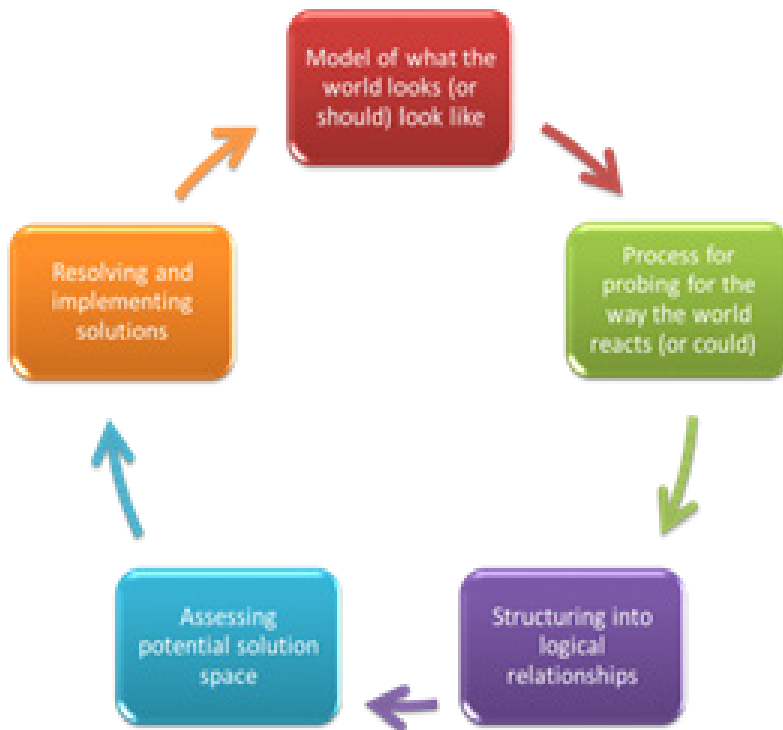 Model of what the
world looks (or
should) look like
Process for
probing for the
way the world
reacts (or could)
Structuring into
logical
relationships
Assessing
potential solution
space
Resolving and
implementing
solutions